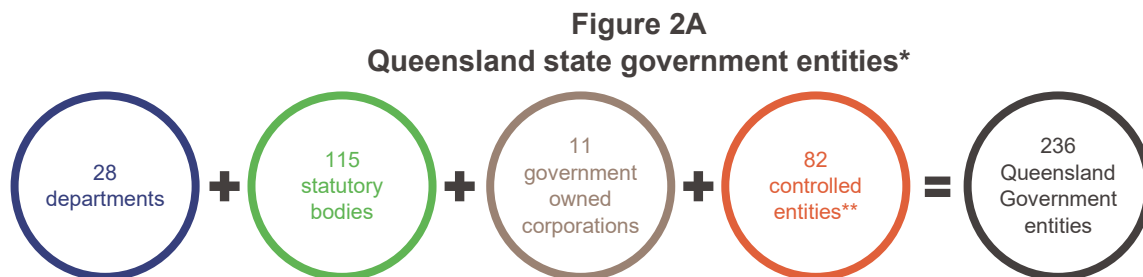 Figure 2A
Queensland state government entities*
28
departments
+
115
statutory
bodies
+
11
government
owned
corporations
+
82
controlled
entities**
=
236
Queensland
Government
entities